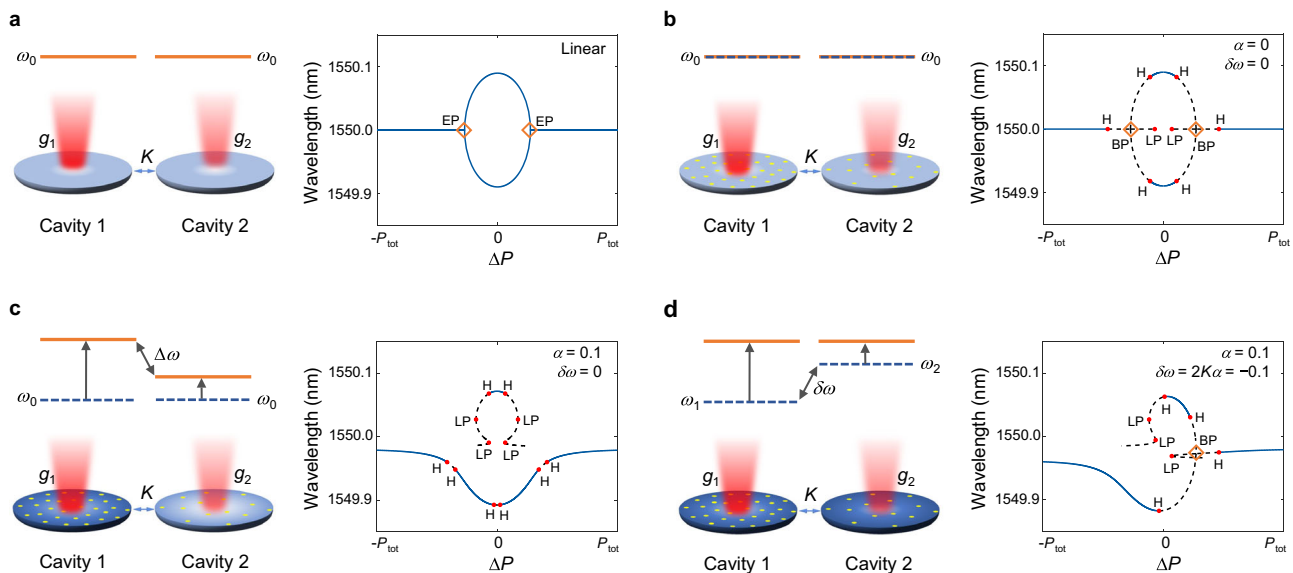 a
ω0 ω0
g1 K g2
Cavity 1 Cavity 2
Linear
Wavelength (nm)
1550.1
1550.0
1549.9
EP EP
-Ptot 0 Ptot
ΔP
b
ω0 ω0
g1 K g2
Cavity 1 Cavity 2
α = 0
δω = 0
Wavelength (nm)
1550.1
1550.0
1549.9
H H
H H
BP LP LP BP
H H
-Ptot 0 Ptot
ΔP
c
Δω
ω0 ω0
g1 K g2
Cavity 1 Cavity 2
α = 0.1
δω = 0
Wavelength (nm)
1550.1
1550.0
1549.9
H H
LP LP
LP LP
H H
H H
H H
-Ptot 0 Ptot
ΔP
d
ω2
ω1 δω
g1 K g2
Cavity 1 Cavity 2
α = 0.1
δω = 2Kα = −0.1
Wavelength (nm)
1550.1
1550.0
1549.9
H
LP H
LP BP
LP H
H
-Ptot 0 Ptot
ΔP